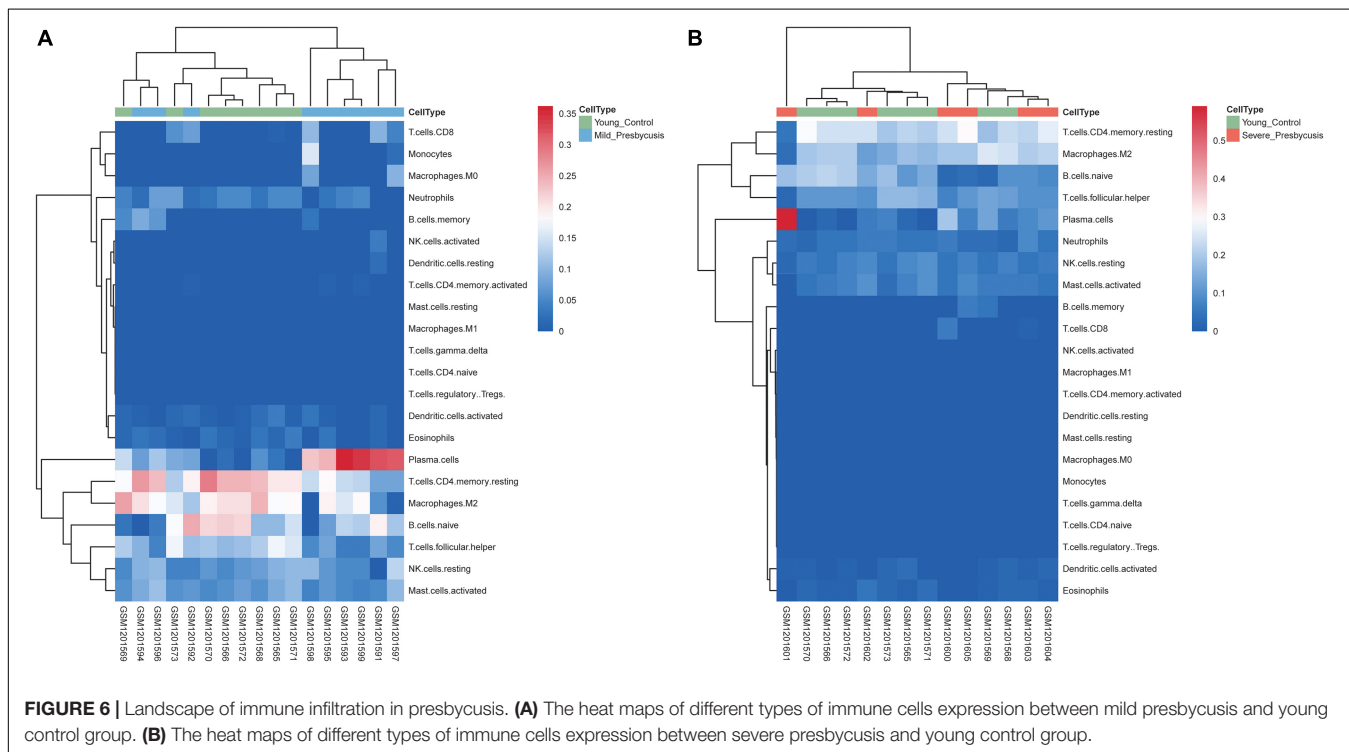 A
CellType
T.cells.CD8
Monocytes
Macrophages.M0
Neutrophils
B.cells.memory
NK.cells.activated
Dendritic.cells.resting
T.cells.CD4.memory.activated
Mast.cells.resting
Macrophages.M1
T.cells.gamma.delta
T.cells.CD4.naive
T.cells.regulatory..Tregs.
Dendritic.cells.activated
Eosinophils
Plasma.cells
T.cells.CD4.memory.resting
Macrophages.M2
B.cells.naive
T.cells.follicular.helper
NK.cells.resting
Mast.cells.activated
GSM1201569
GSM1201594
GSM1201596
GSM1201573
GSM1201592
GSM1201570
GSM1201566
GSM1201572
GSM1201568
GSM1201565
GSM1201571
GSM1201598
GSM1201595
GSM1201593
GSM1201599
GSM1201591
GSM1201597
0.35
0.3
0.25
0.2
0.15
0.1
0.05
0
CellType
Young_Control
Mild_Presbycusis
B
CellType
T.cells.CD4.memory.resting
Macrophages.M2
B.cells.naive
T.cells.follicular.helper
Plasma.cells
Neutrophils
NK.cells.resting
Mast.cells.activated
B.cells.memory
T.cells.CD8
NK.cells.activated
Macrophages.M1
T.cells.CD4.memory.activated
Dendritic.cells.resting
Mast.cells.resting
Macrophages.M0
Monocytes
T.cells.gamma.delta
T.cells.CD4.naive
T.cells.regulatory..Tregs.
Dendritic.cells.activated
Eosinophils
GSM1201601
GSM1201570
GSM1201566
GSM1201572
GSM1201602
GSM1201573
GSM1201565
GSM1201571
GSM1201600
GSM1201605
GSM1201569
GSM1201568
GSM1201603
GSM1201604
0.5
0.4
0.3
0.2
0.1
0
CellType
Young_Control
Severe_Presbycusis
FIGURE 6 | Landscape of immune infiltration in presbycusis. (A) The heat maps of different types of immune cells expression between mild presbycusis and young
control group. (B) The heat maps of different types of immune cells expression between severe presbycusis and young control group.